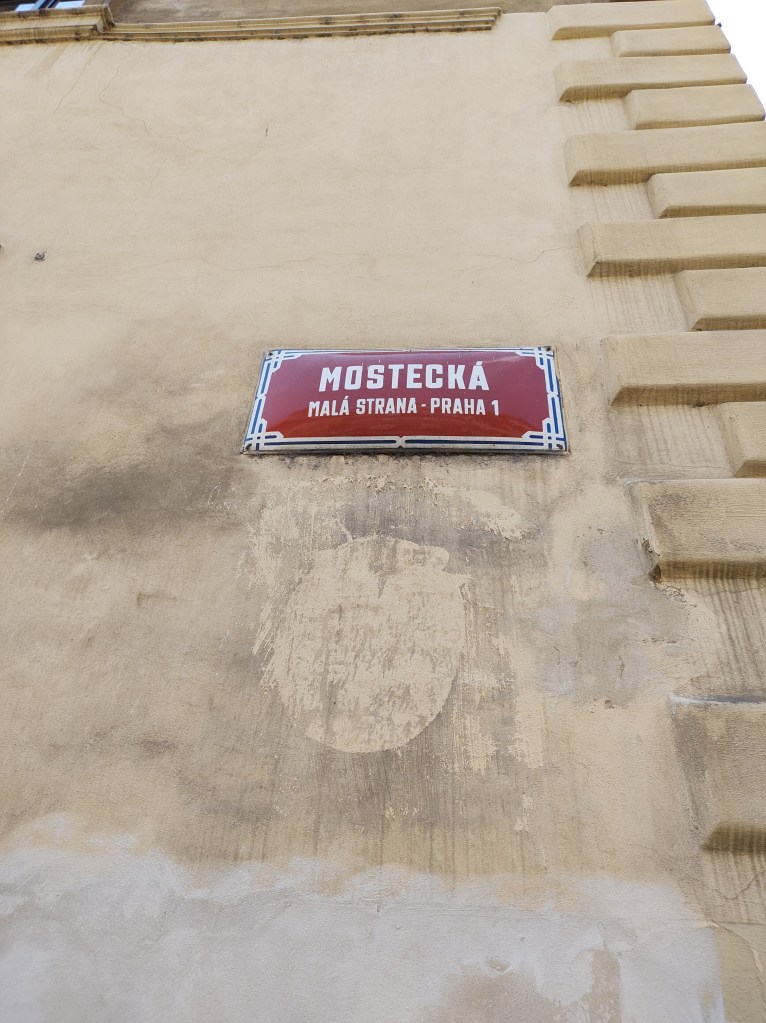 MOSTECKÁ
MALÁ STRANA - PRAHA 1